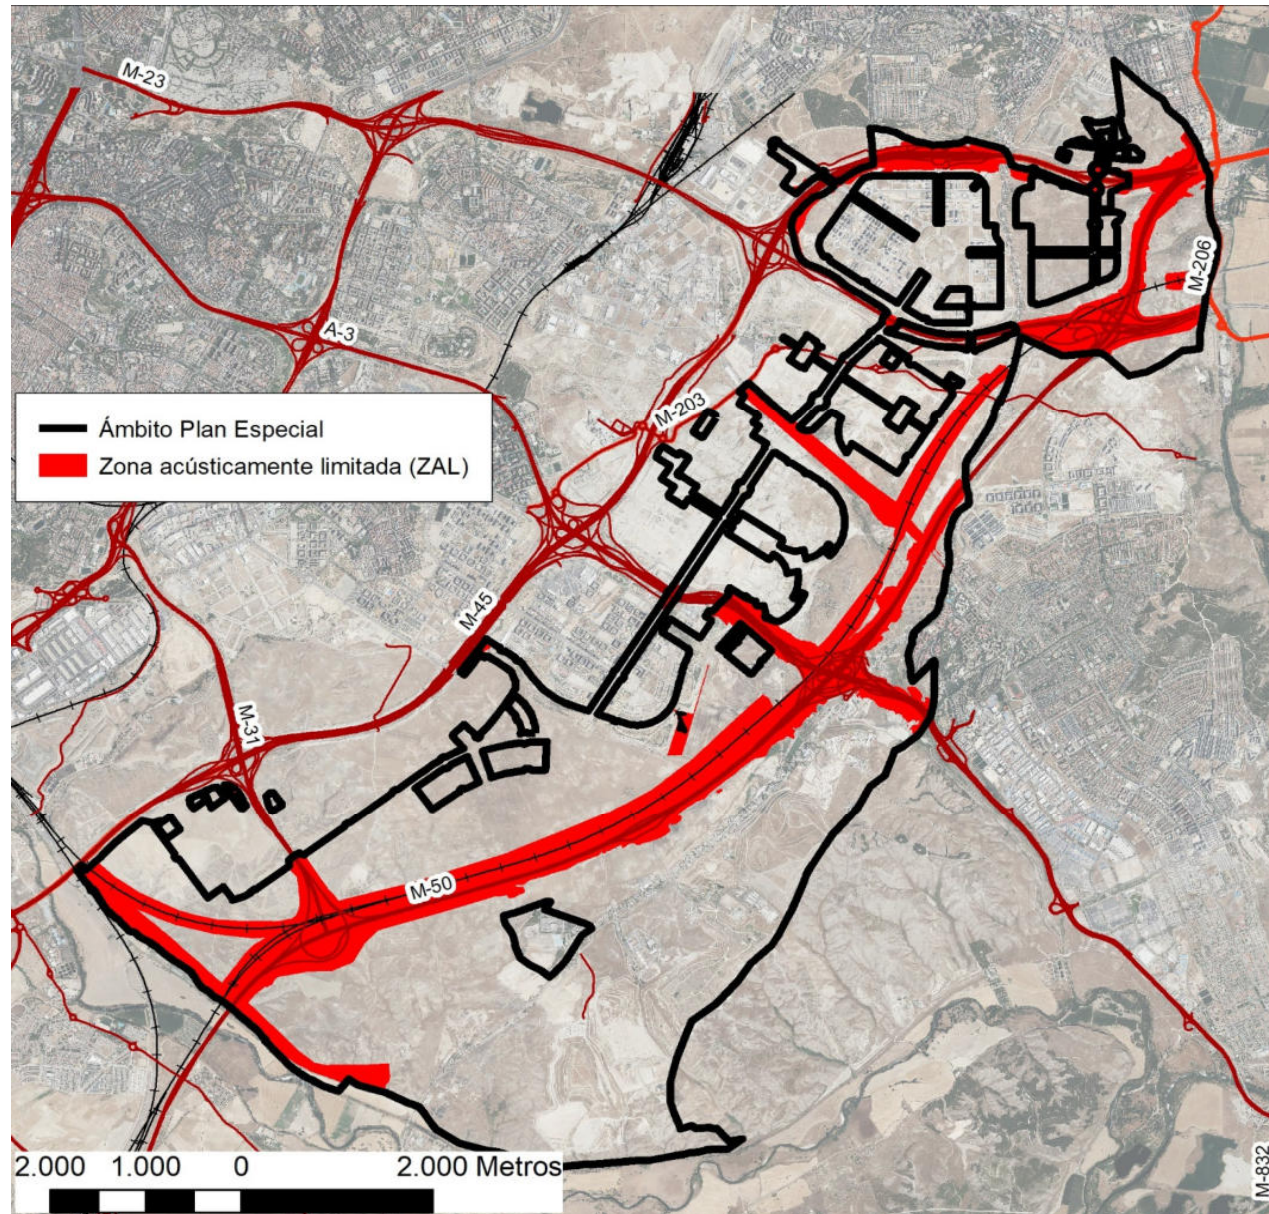 M-23
M-206
A-3
M-203
Ámbito Plan Especial
Zona acústicamente limitada (ZAL)
M-45
M-31
M-50
2.000 1.000 0 2.000 Metros
M-832